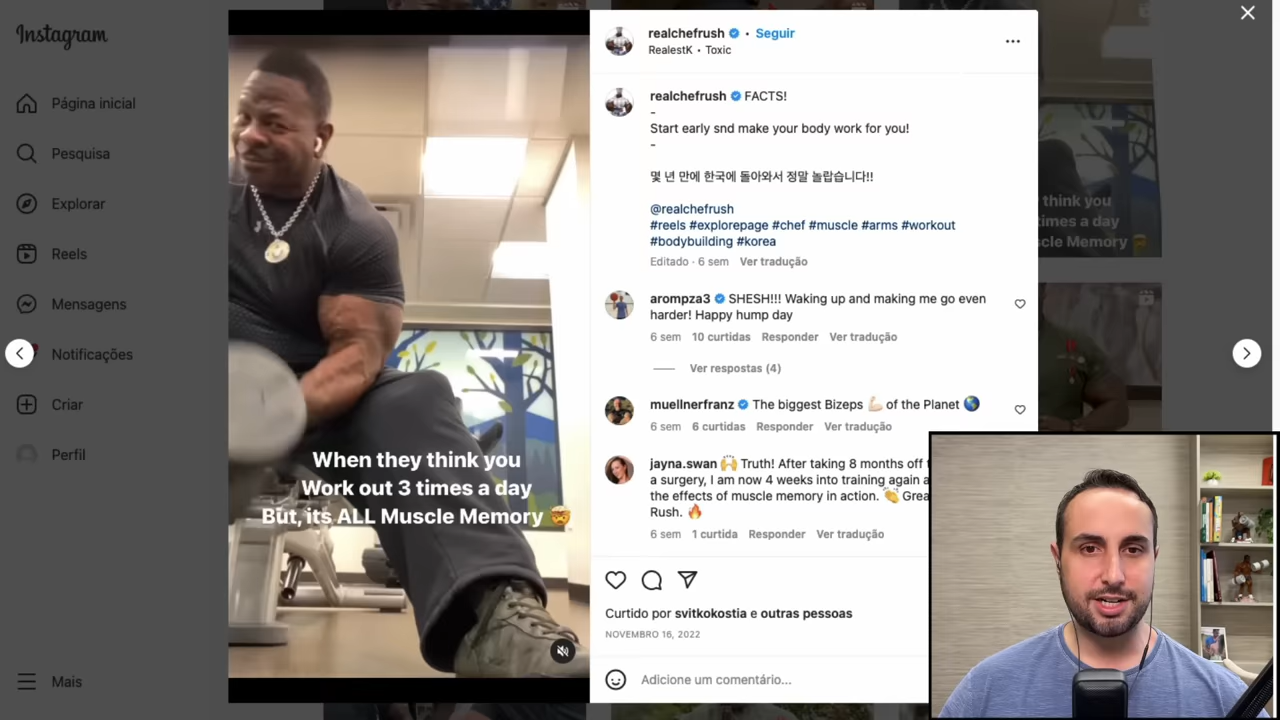 Instagram
Página inicial
Pesquisa
Explorar
Reels
Mensagens
Notificações
Criar
Perfil
Mais
When they think you
Work out 3 times a day
But, its ALL Muscle Memory 🤯
realchefrush • Seguir
RealestK • Toxic
realchefrush FACTS!
-
Start early snd make your body work for you!
-
몇 년 만에 한국에 돌아와서 정말 놀랍습니다!!
@realchefrush
#reels #explorepage #chef #muscle #arms #workout
#bodybuilding #korea
Editado · 6 sem Ver tradução
arompza3 SHESH!!! Waking up and making me go even
harder! Happy hump day
6 sem 10 curtidas Responder Ver tradução
Ver respostas (4)
muellnerfranz The biggest Bizeps 💪🏻 of the Planet 🌎
6 sem 6 curtidas Responder Ver tradução
jayna.swan 🙌 Truth! After taking 8 months off
a surgery, I am now 4 weeks into training again
the effects of muscle memory in action. 👏
Rush. 🔥
6 sem 1 curtida Responder Ver tradução
Curtido por svitkokostia e outras pessoas
NOVEMBRO 16, 2022
Adicione um comentário...
think you
times a day
Memory